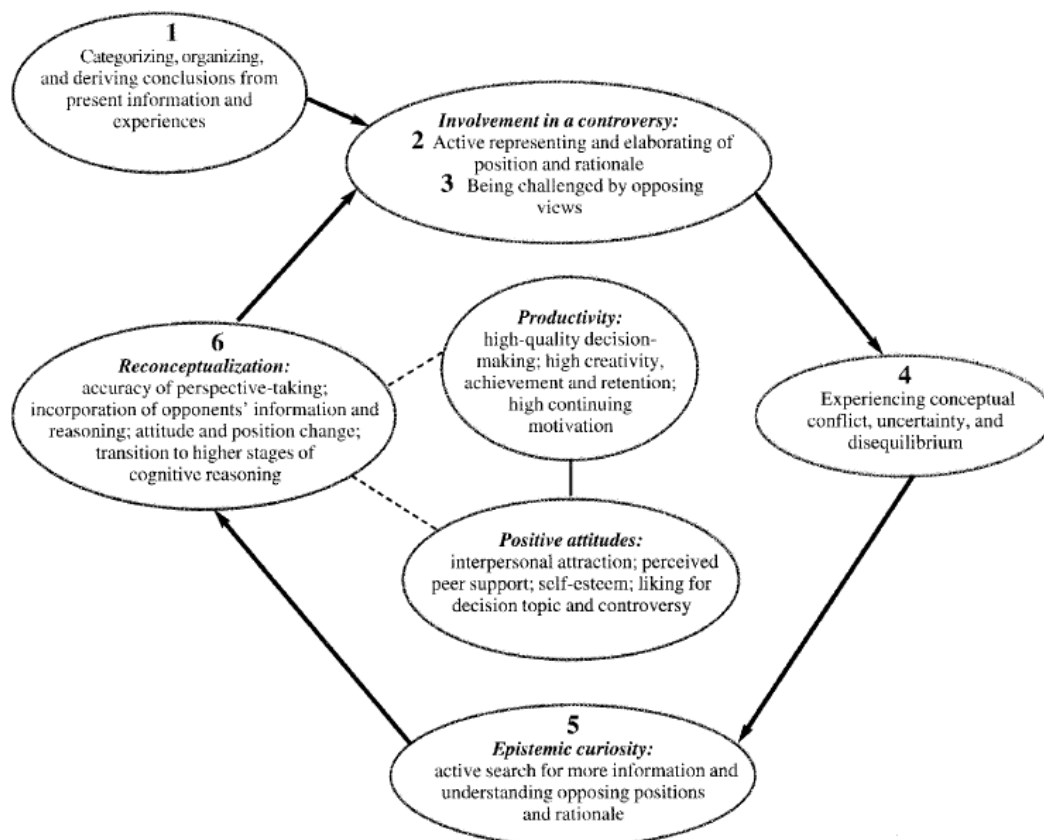 1
Categorizing, organizing,
and deriving conclusions from
present information and
experiences
Involvement in a controversy:
2 Active representing and elaborating of
position and rationale
3 Being challenged by opposing
views
Productivity:
high-quality decision-
making; high creativity,
achievement and retention;
high continuing
motivation
6
Reconceptualization:
accuracy of perspective-taking;
incorporation of opponents' information and
reasoning; attitude and position change;
transition to higher stages of
cognitive reasoning
4
Experiencing conceptual
conflict, uncertainty, and
disequilibrium
Positive attitudes:
interpersonal attraction; perceived
peer support; self-esteem; liking for
decision topic and controversy
5
Epistemic curiosity:
active search for more information and
understanding opposing positions
and rationale